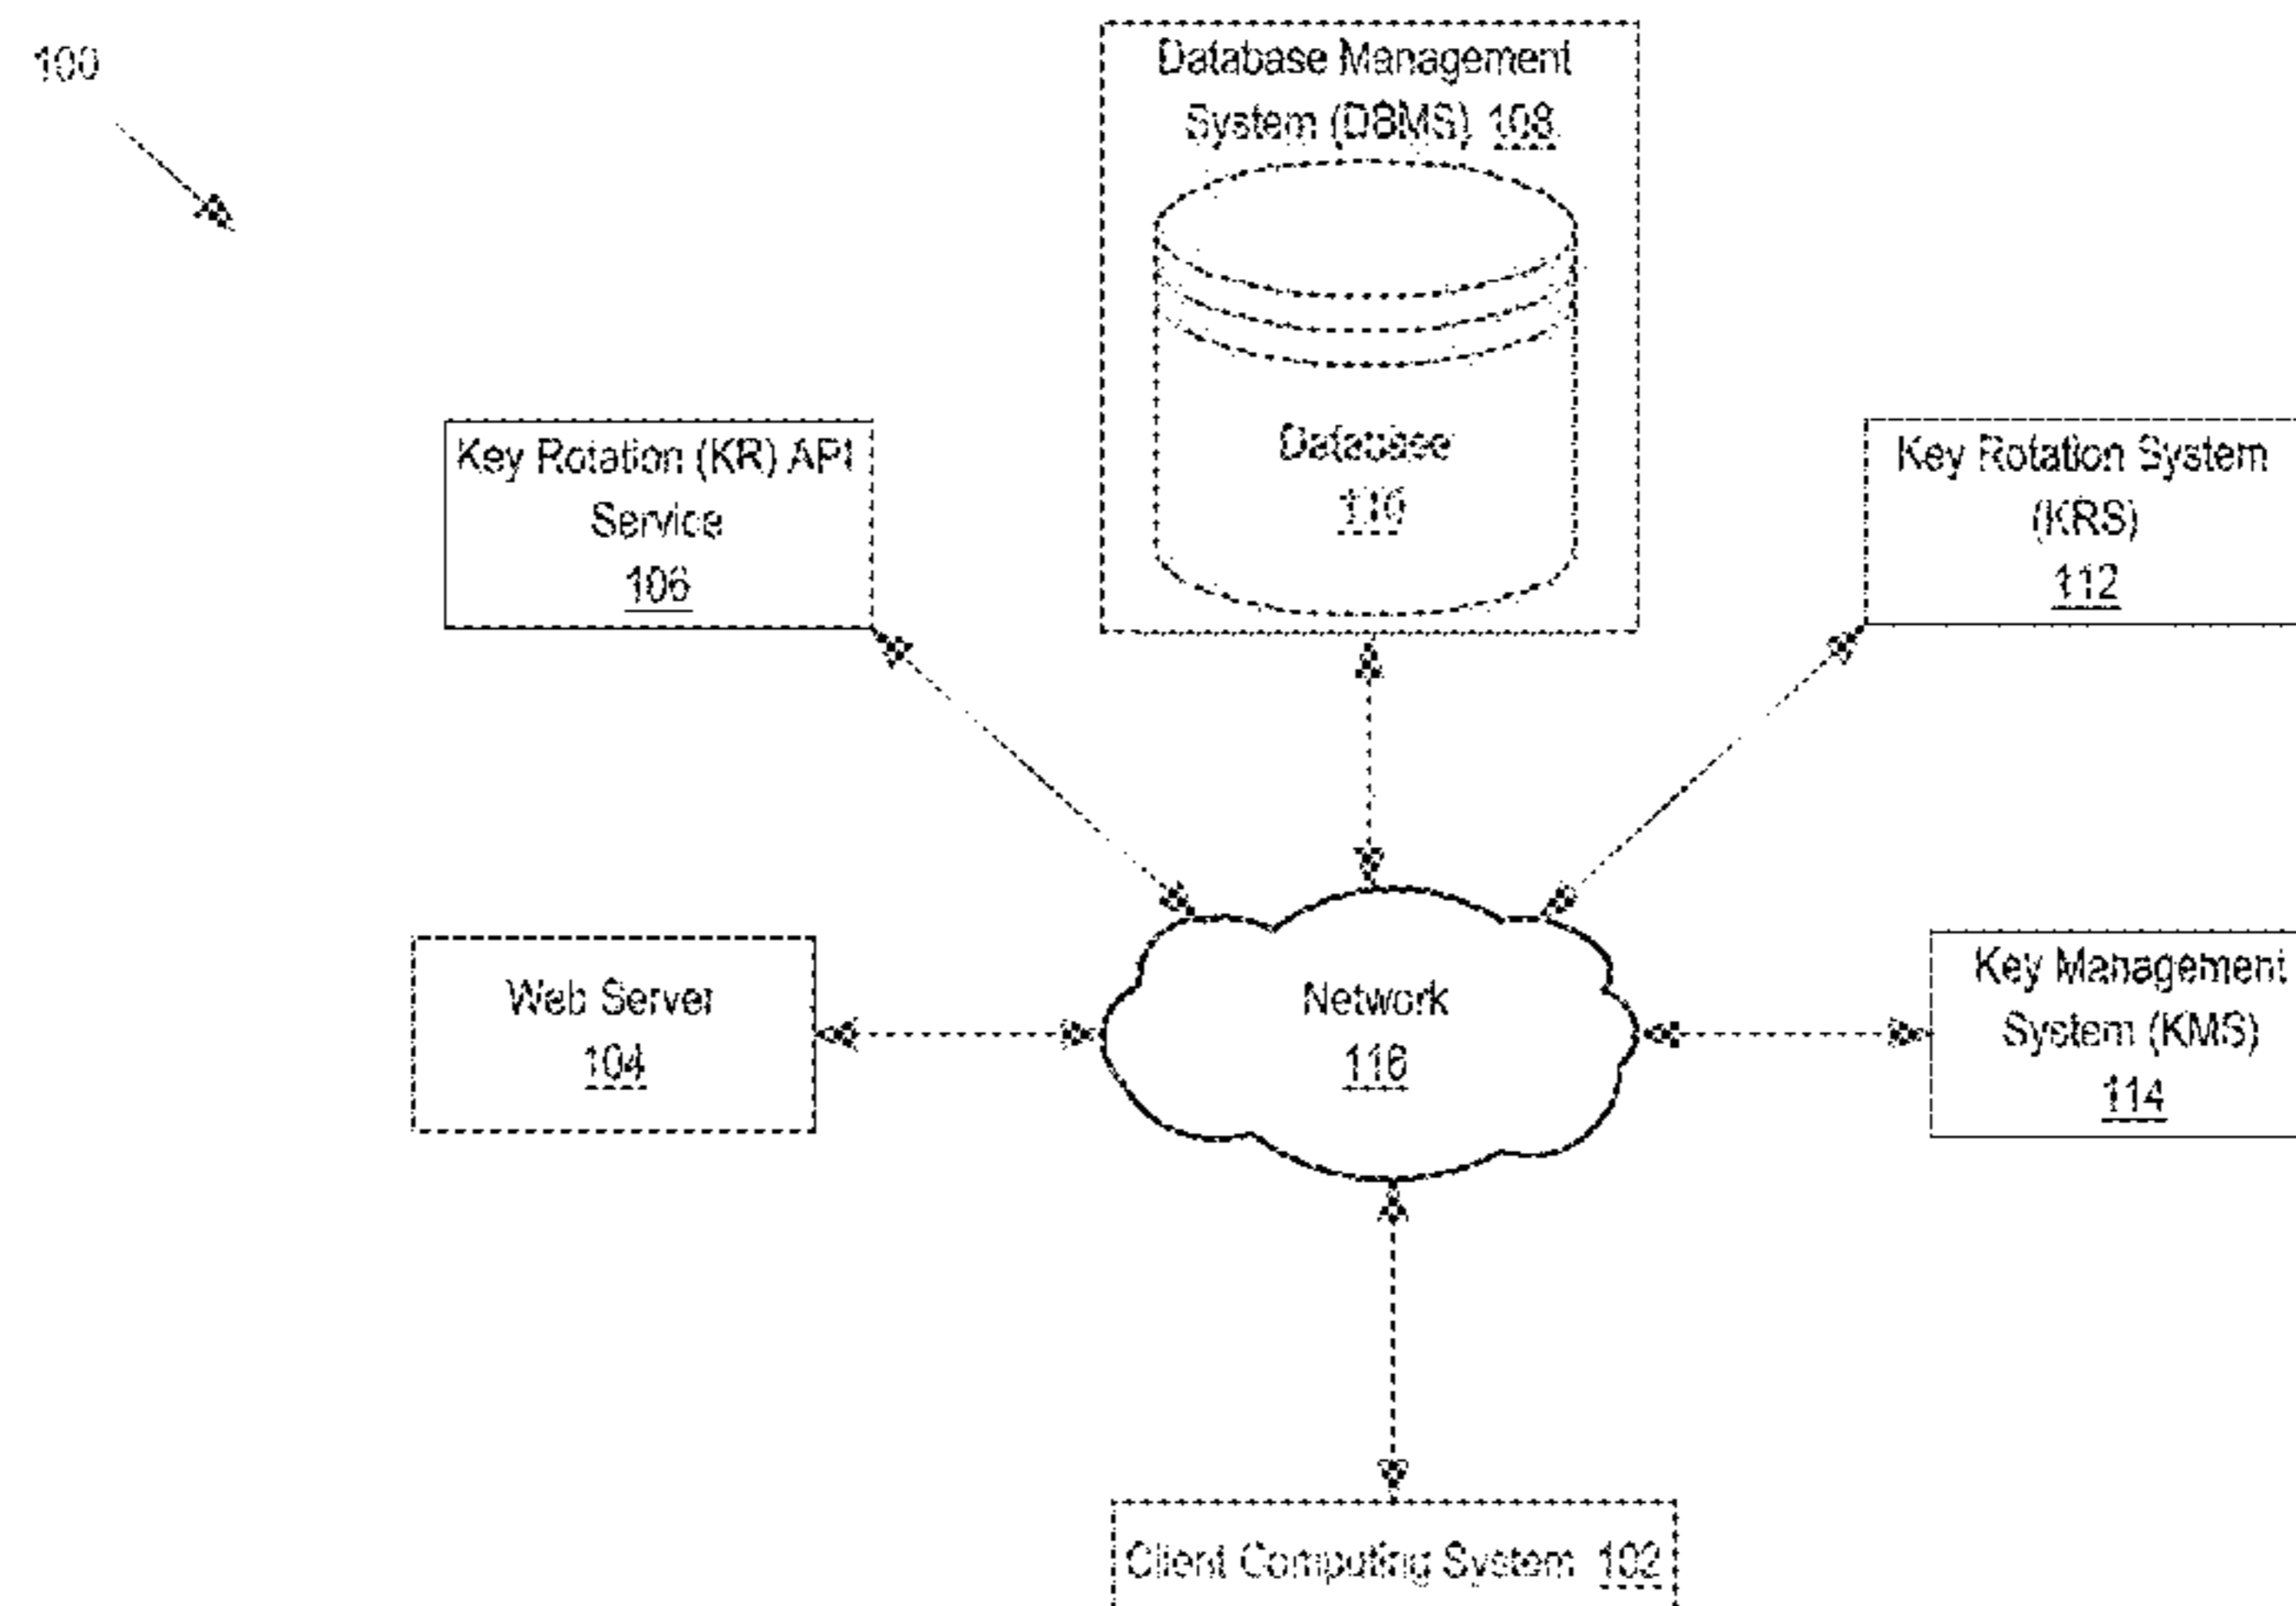 100
Database Management
System (DBMS) 108
Database
110
Key Rotation (KR) API
Service
106
Key Rotation System
(KRS)
112
Web Server
104
Network
116
Key Management
System (KMS)
114
Client Computing System 102